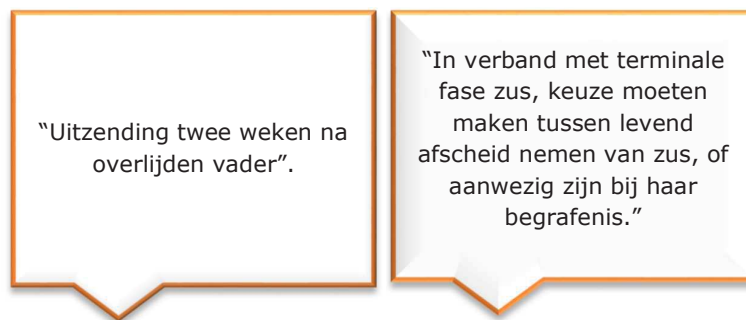 “Uitzending twee weken na
overlijden vader”.
“In verband met terminale
fase zus, keuze moeten
maken tussen levend
afscheid nemen van zus, of
aanwezig zijn bij haar
begrafenis.”